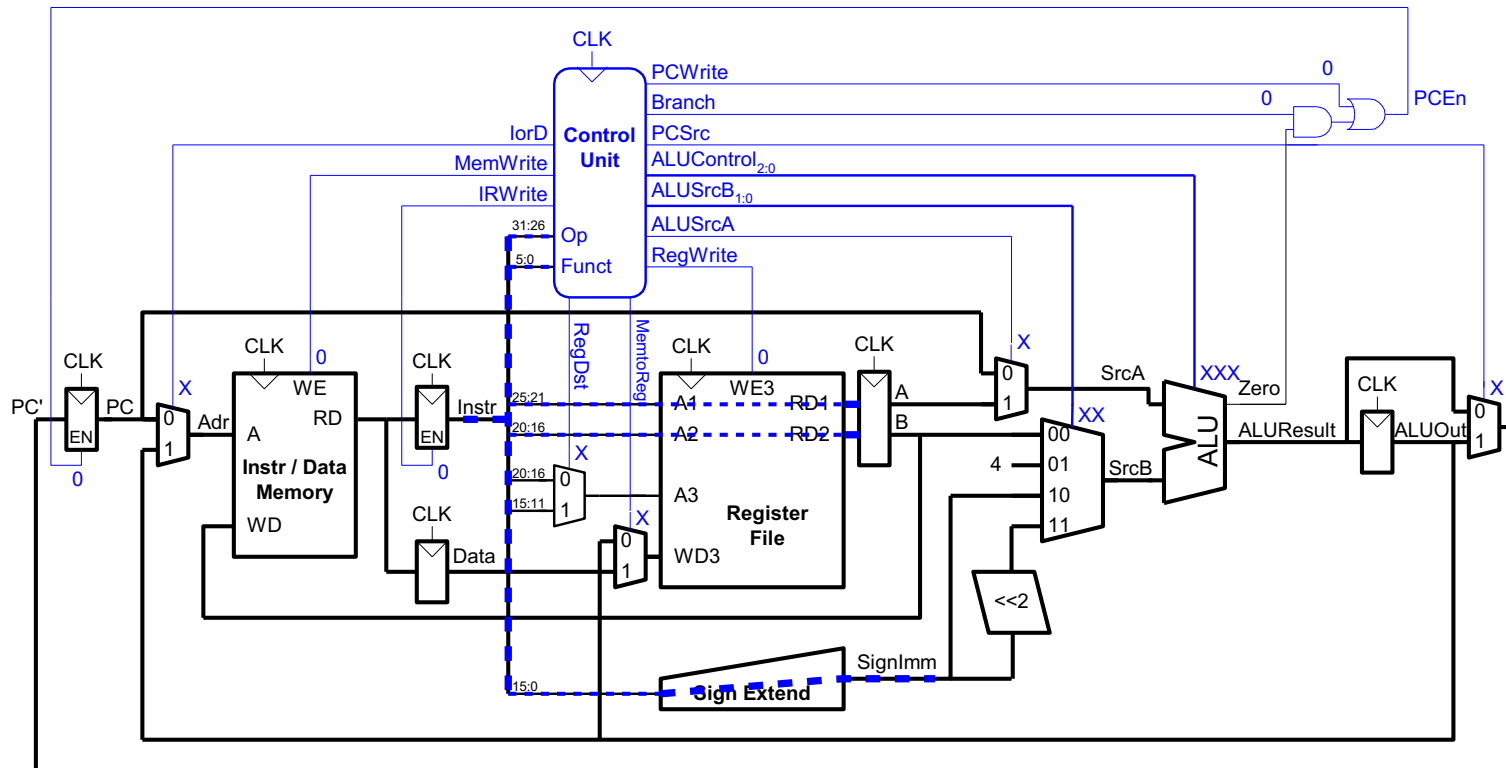 CLK
PCWrite 0
Branch 0 PCEn
IorD Control PCSrc
MemWrite Unit ALUControl2:0
IRWrite ALUSrcB1:0
31:26 Op ALUSrcA
5:0 Funct RegWrite
RegDst
MemtoReg
CLK X CLK 0 CLK CLK 0 CLK X
PC' PC EN 0
0 1 Adr
WE
RD
A
Instr / Data
Memory
WD
EN Instr 0
CLK
Data
25:21 A1 WE3 RD1 A
20:16 A2 RD2 B
20:16 0 X
15:11 1 A3
X
0
1 WD3
Register
File
0
1
SrcA
XX
00
4 01 SrcB
10
11
<<2
XXX
Zero
ALU
ALUResult
CLK
ALUOut
X
0
1
15:0 Sign Extend SignImm